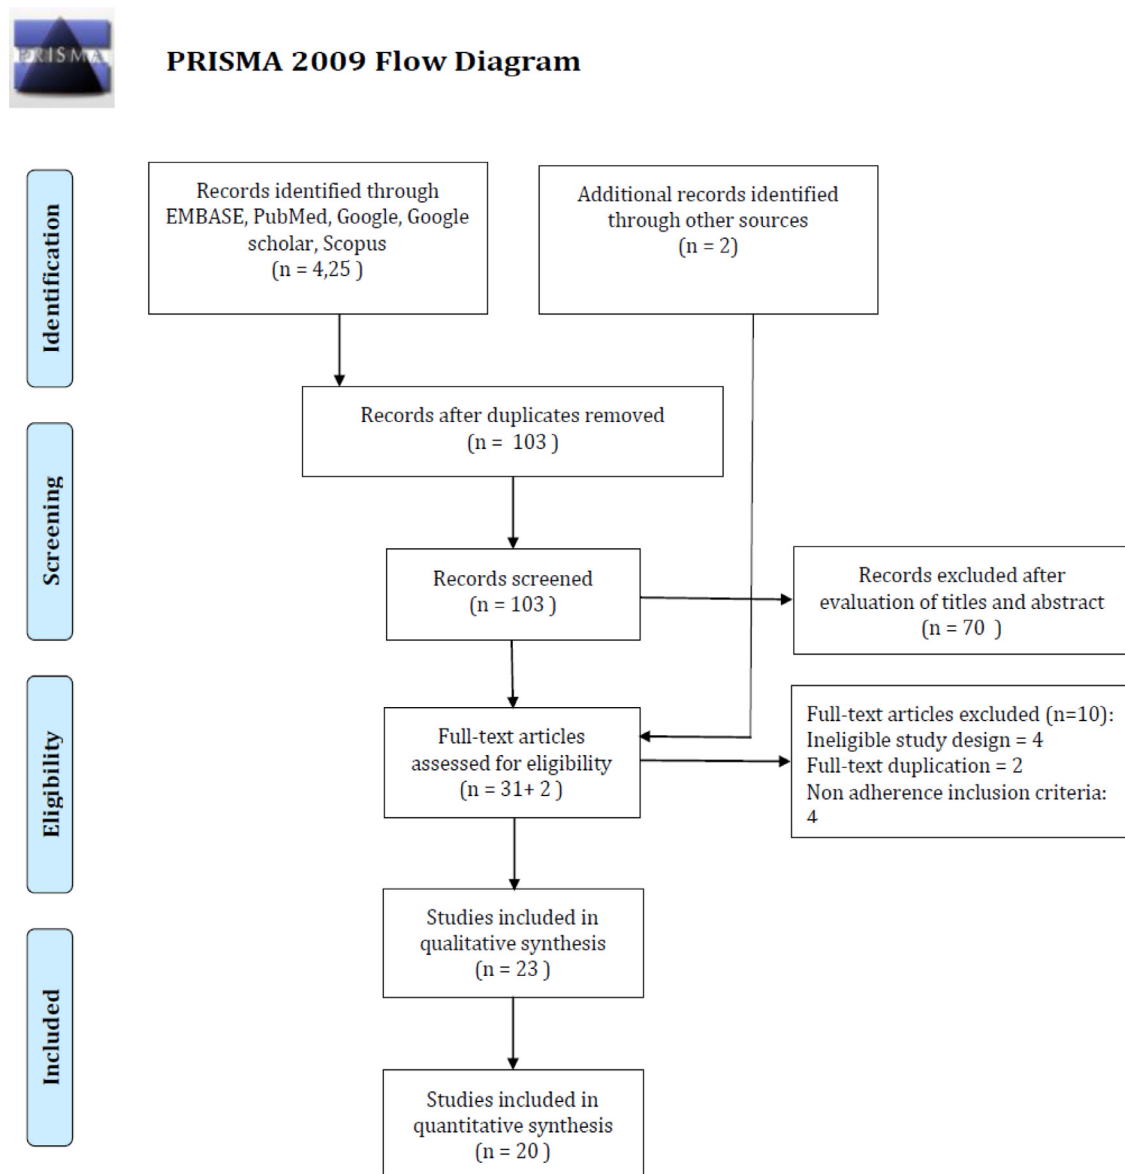 PRISMA
PRISMA 2009 Flow Diagram
Identification
Records identified through
EMBASE, PubMed, Google, Google
scholar, Scopus
(n = 4,25 )
Additional records identified
through other sources
(n = 2)
Records after duplicates removed
(n = 103 )
Screening
Records screened
(n = 103 )
Records excluded after
evaluation of titles and abstract
(n = 70 )
Eligibility
Full-text articles
assessed for eligibility
(n = 31+ 2 )
Full-text articles excluded (n=10):
Ineligible study design = 4
Full-text duplication = 2
Non adherence inclusion criteria:
4
Studies included in
qualitative synthesis
(n = 23 )
Included
Studies included in
quantitative synthesis
(n = 20 )